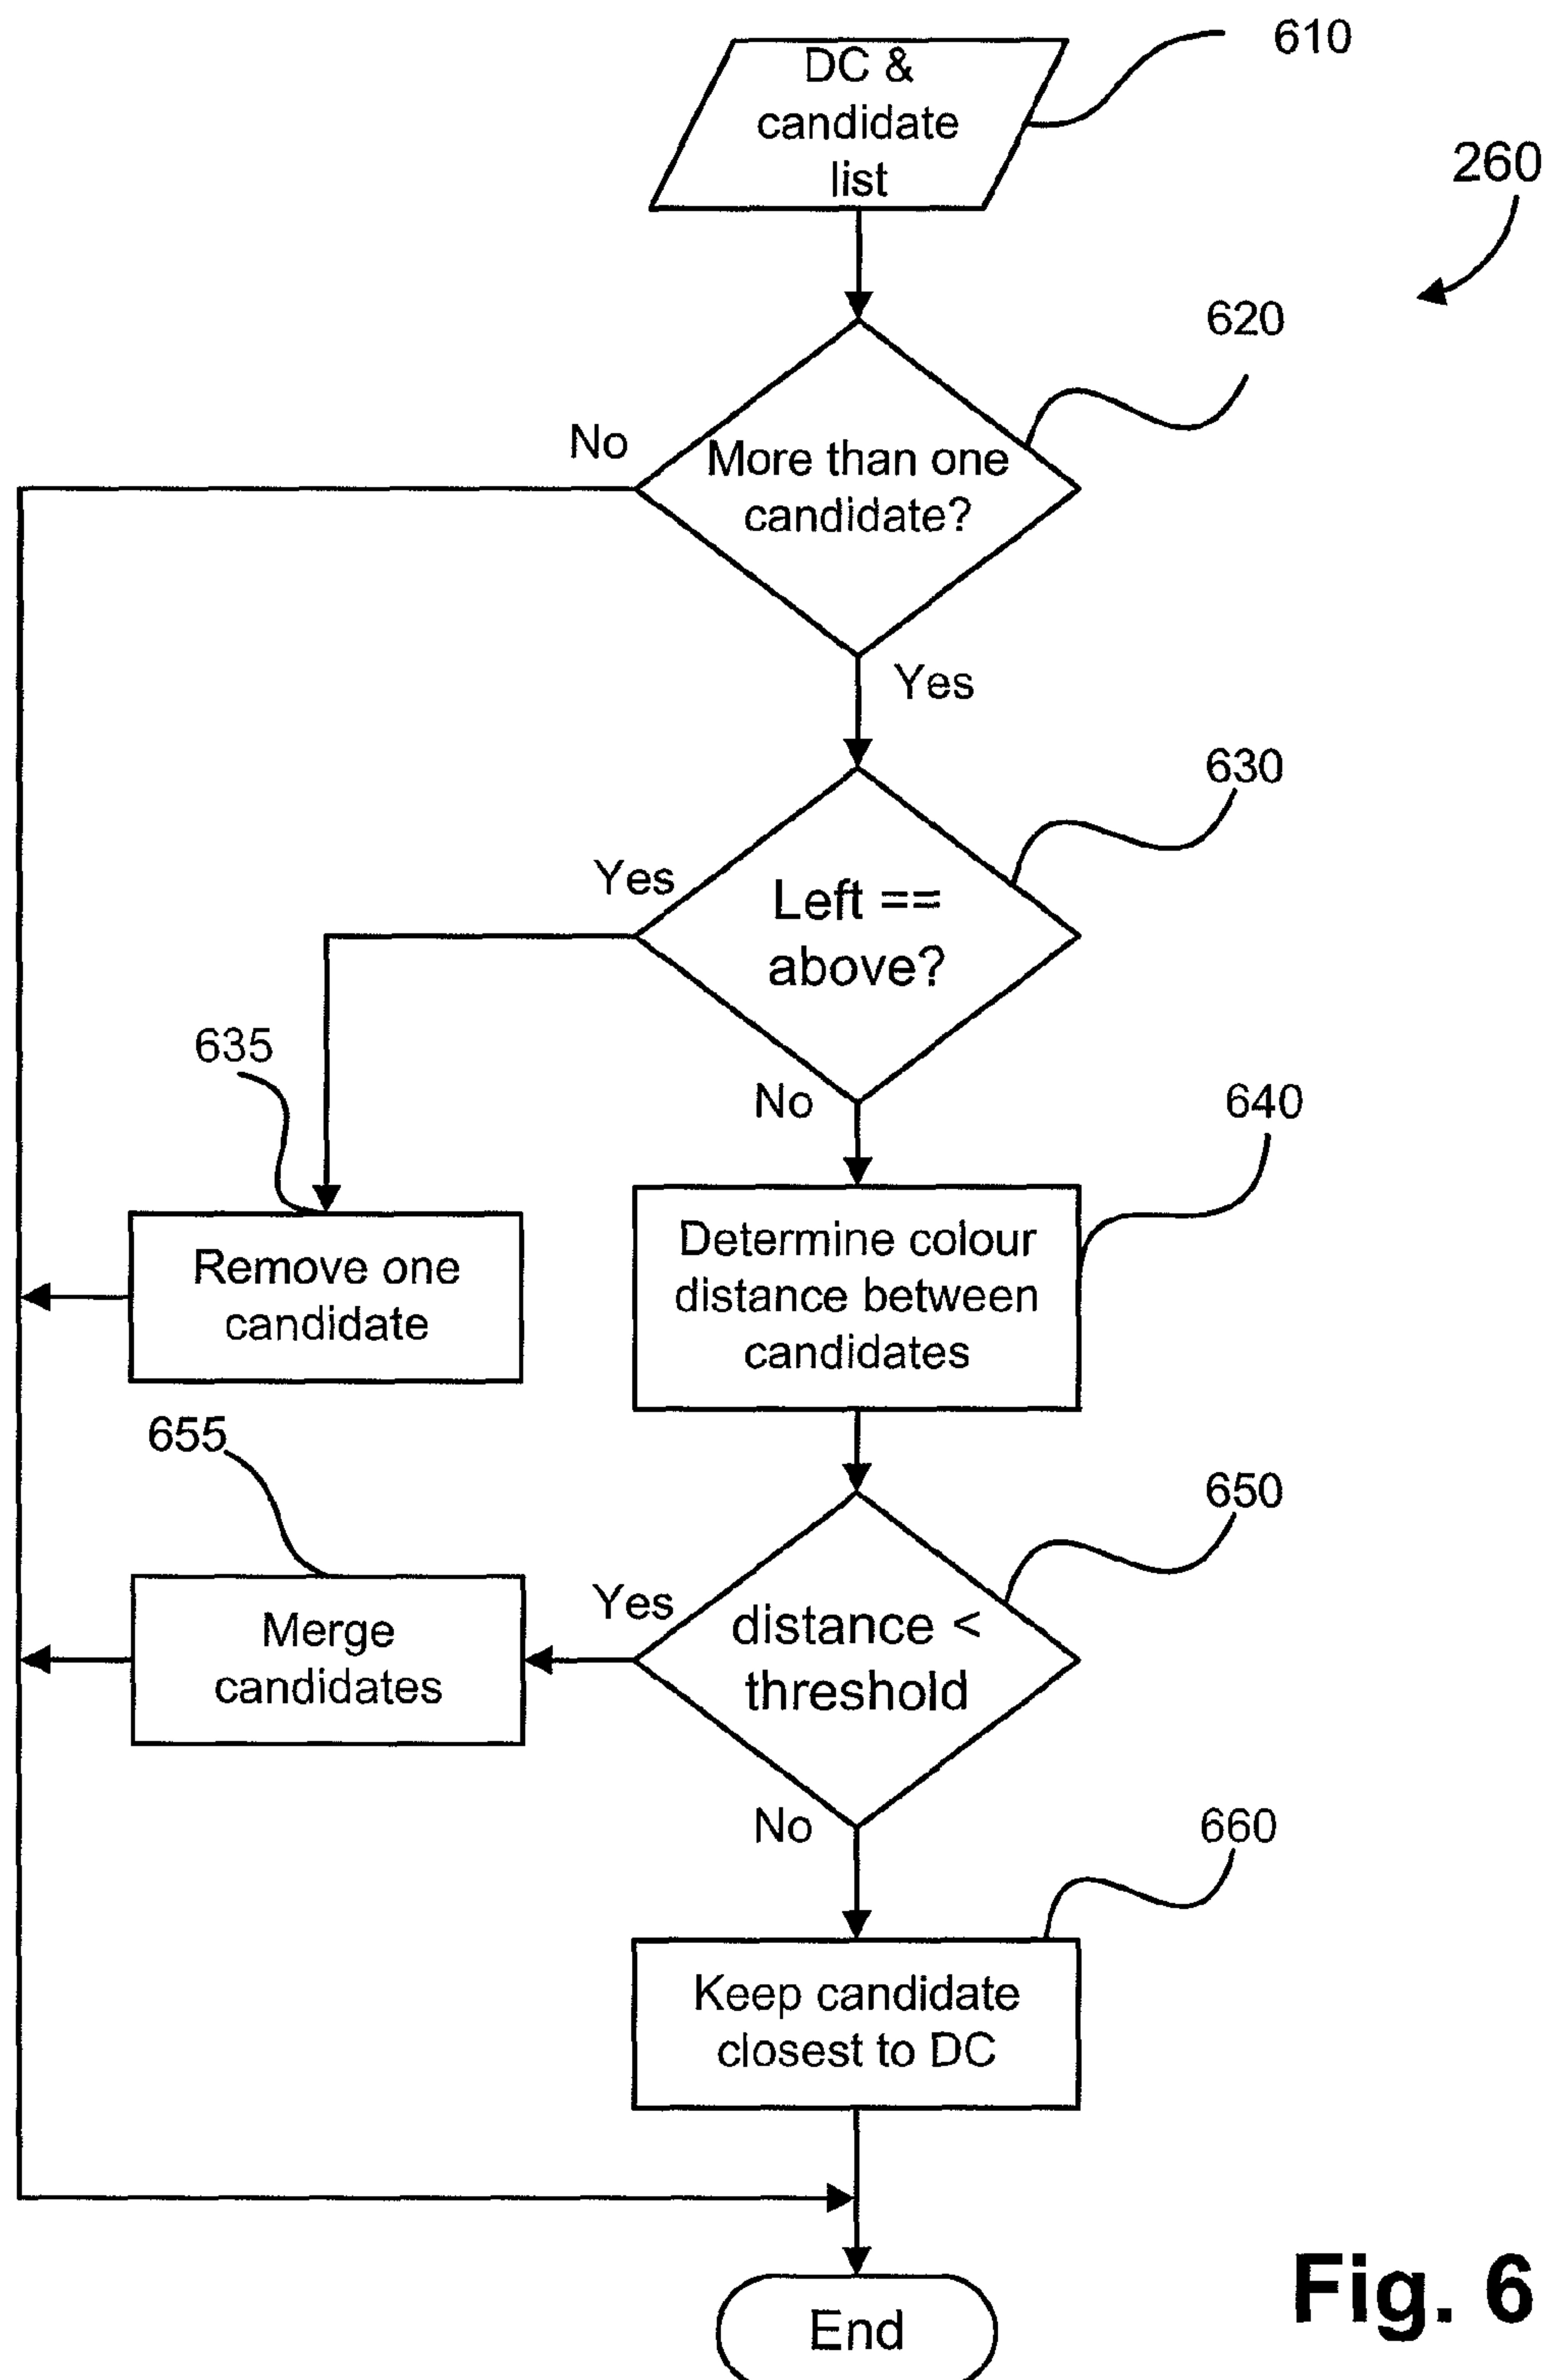 610
DC &
candidate
list
260
620
No
More than one
candidate?
Yes
630
Yes
Left ==
above?
635
No
640
Remove one
candidate
Determine colour
distance between
candidates
655
650
Merge
candidates
Yes
distance <
threshold
No
660
Keep candidate
closest to DC
End
Fig. 6